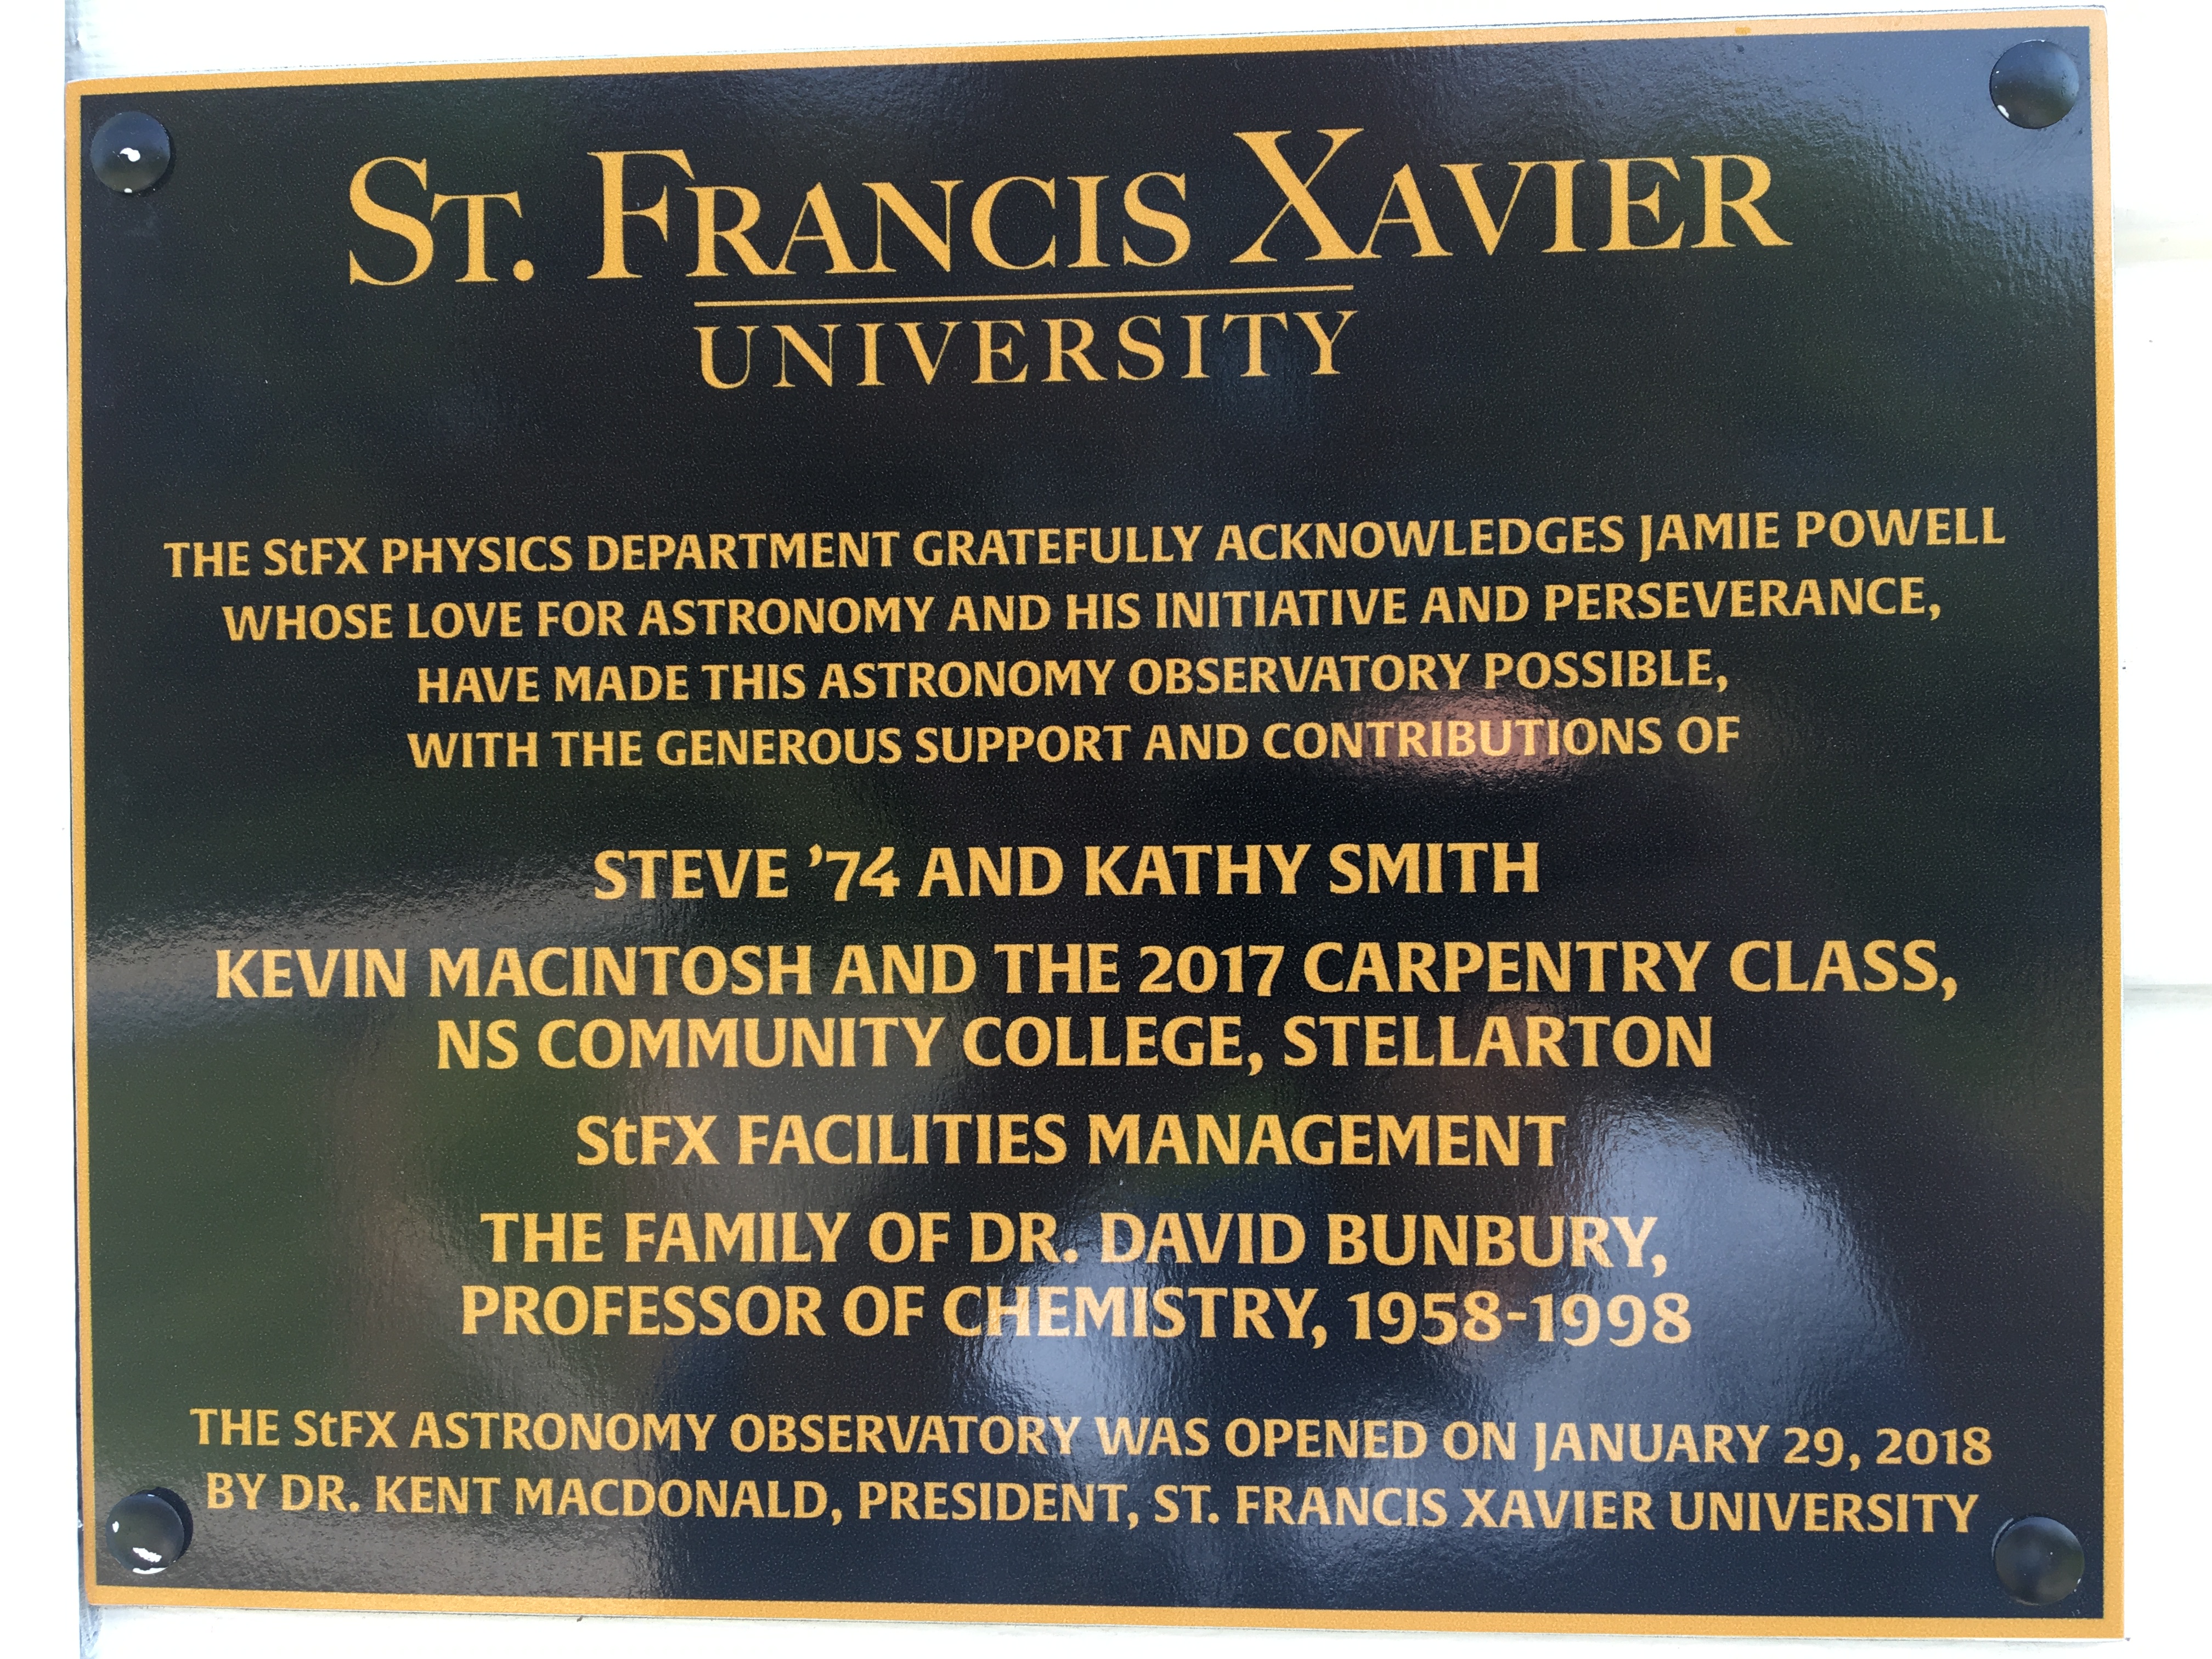 ST. FRANCIS XAVIER
UNIVERSITY
THE StFX PHYSICS DEPARTMENT GRATEFULLY ACKNOWLEDGES JAMIE POWELL
WHOSE LOVE FOR ASTRONOMY AND HIS INITIATIVE AND PERSEVERANCE,
HAVE MADE THIS ASTRONOMY OBSERVATORY POSSIBLE,
WITH THE GENEROUS SUPPORT AND CONTRIBUTIONS OF
STEVE ’74 AND KATHY SMITH
KEVIN MACINTOSH AND THE 2017 CARPENTRY CLASS,
NS COMMUNITY COLLEGE, STELLARTON
StFX FACILITIES MANAGEMENT
THE FAMILY OF DR. DAVID BUNBURY,
PROFESSOR OF CHEMISTRY, 1958-1998
THE StFX ASTRONOMY OBSERVATORY WAS OPENED ON JANUARY 29, 2018
BY DR. KENT MACDONALD, PRESIDENT, ST. FRANCIS XAVIER UNIVERSITY